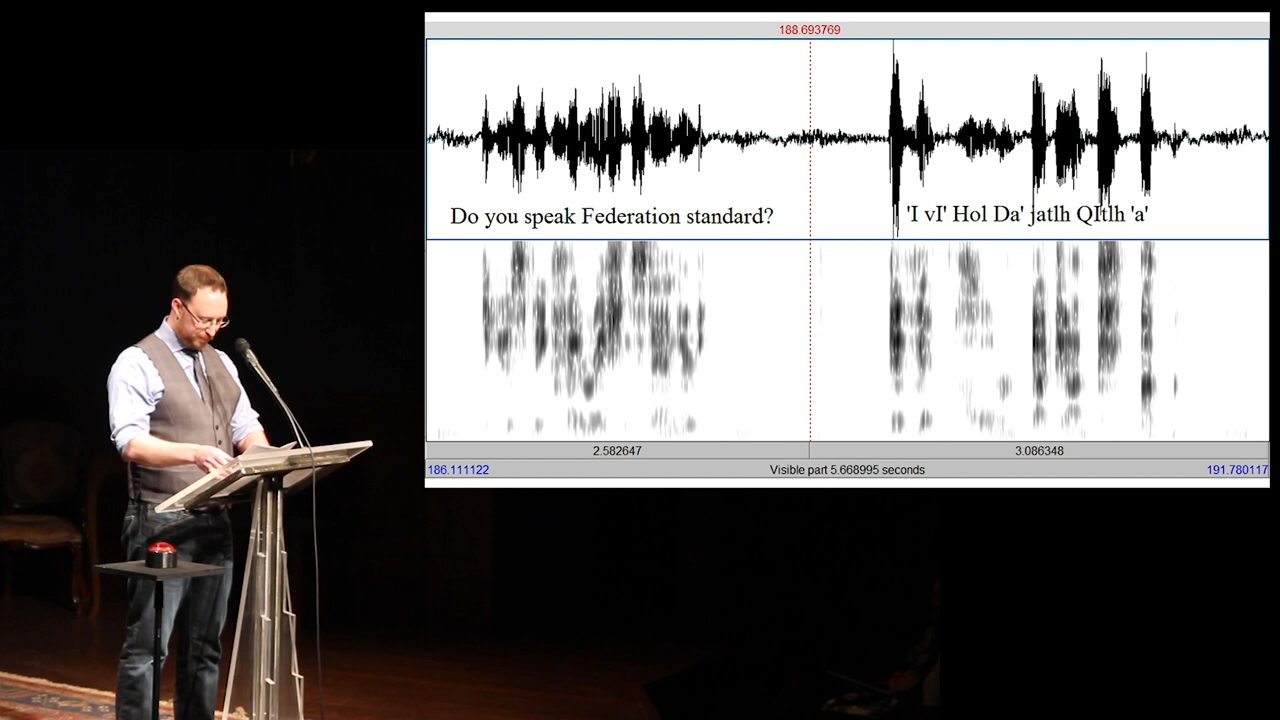 188.693769
Do you speak Federation standard?
'I vI' Hol Da' jatlh QItlh 'a'
2.582647
3.086348
186.111122
Visible part 5.668995 seconds
191.780117